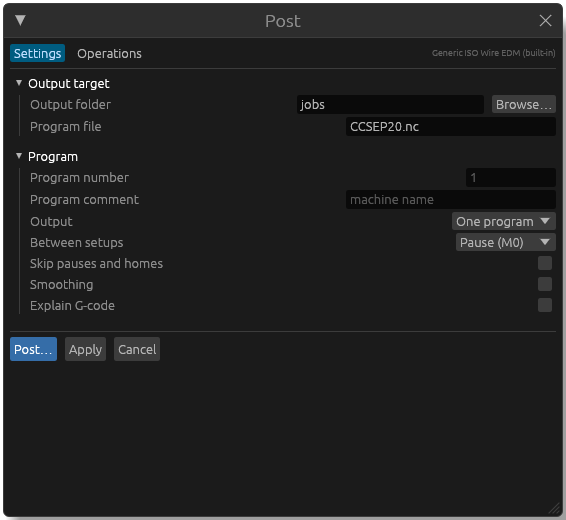 Post
Settings Operations Generic ISO Wire EDM (built-in)
Output target
Output folder jobs Browse...
Program file CCSEP20.nc
Program
Program number 1
Program comment machine name
Output One program
Between setups Pause (M0)
Skip pauses and homes
Smoothing
Explain G-code
Post... Apply Cancel